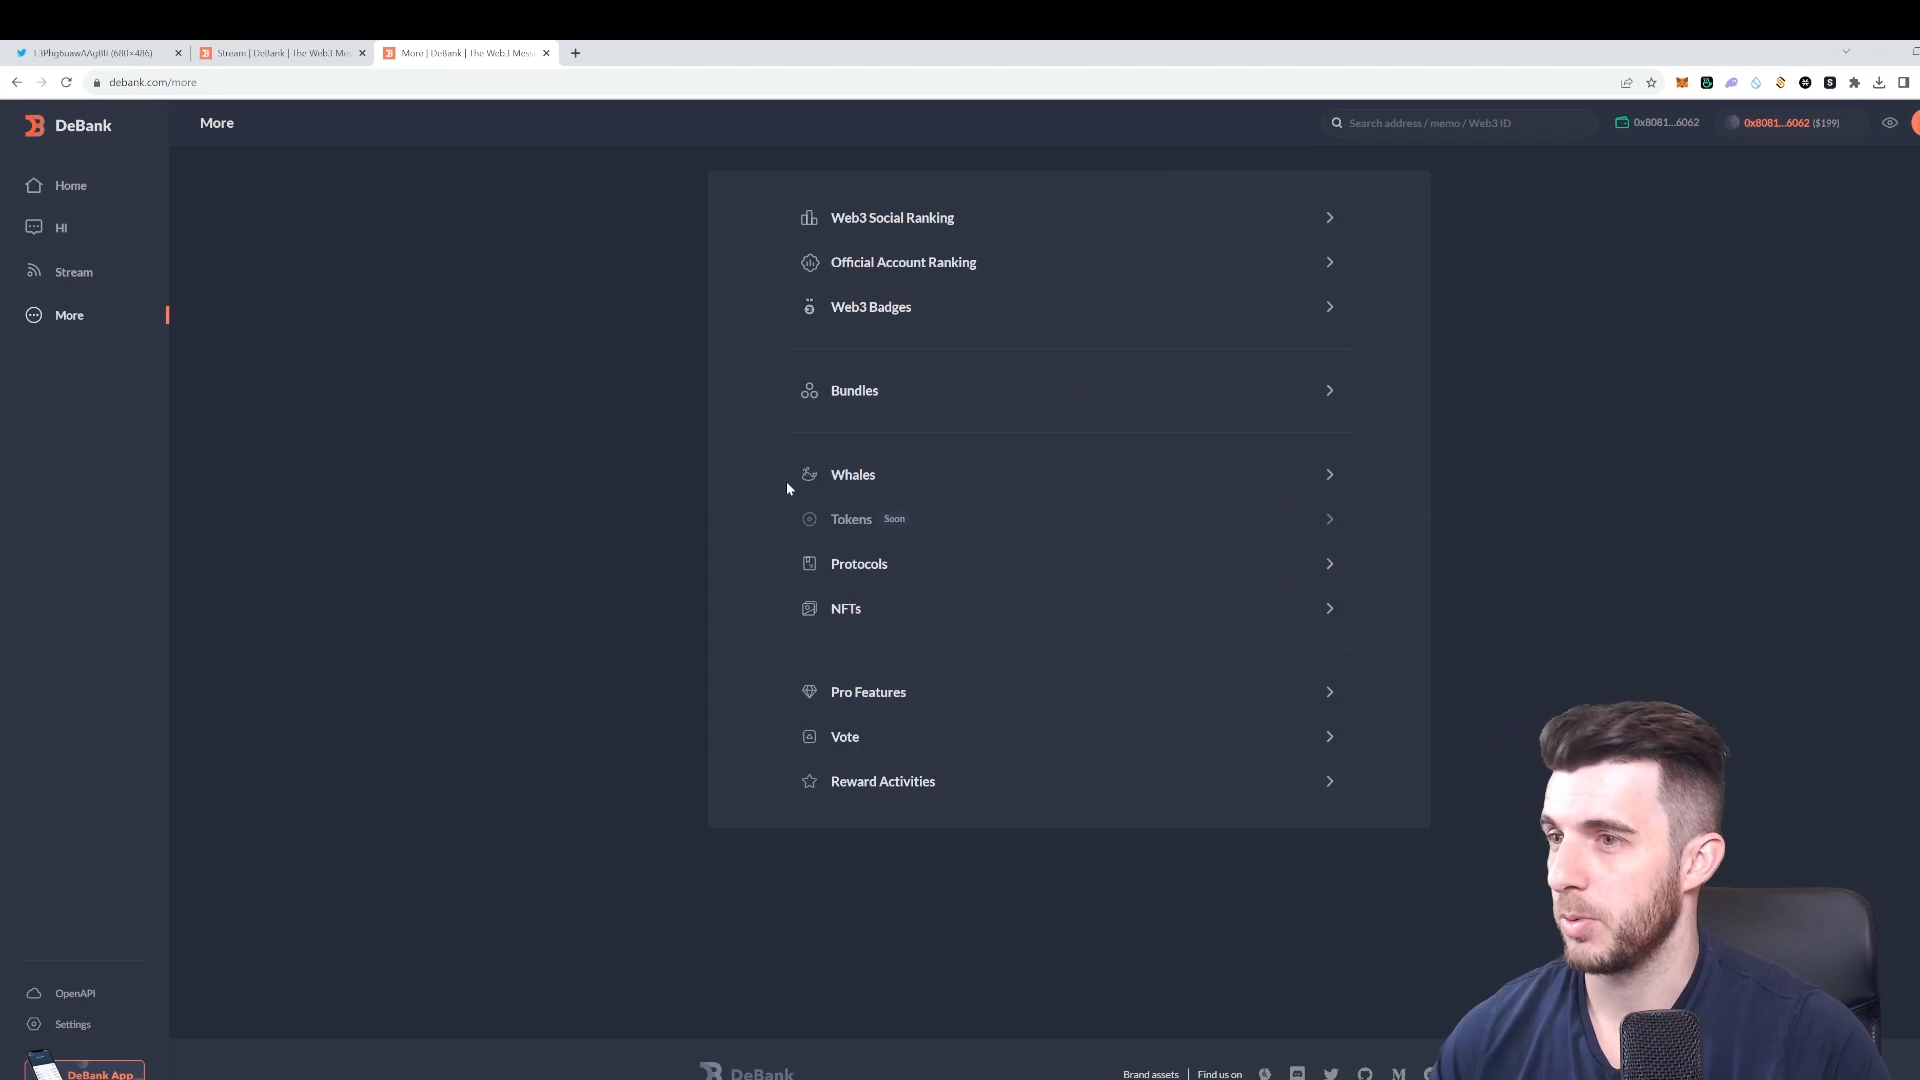 Stream | DeBank | The Web3 Mes
More | DeBank | The Web3 Mess
debank.com/more
DeBank
More
Search address / memo / Web3 ID
0x8081...6062
0x8081...6062 ($199)
Home
Hi
Stream
More
Web3 Social Ranking
Official Account Ranking
Web3 Badges
Bundles
Whales
Tokens Soon
Protocols
NFTs
Pro Features
Vote
Reward Activities
OpenAPI
Settings
DeBank App
DeBank
Brand assets
Find us on